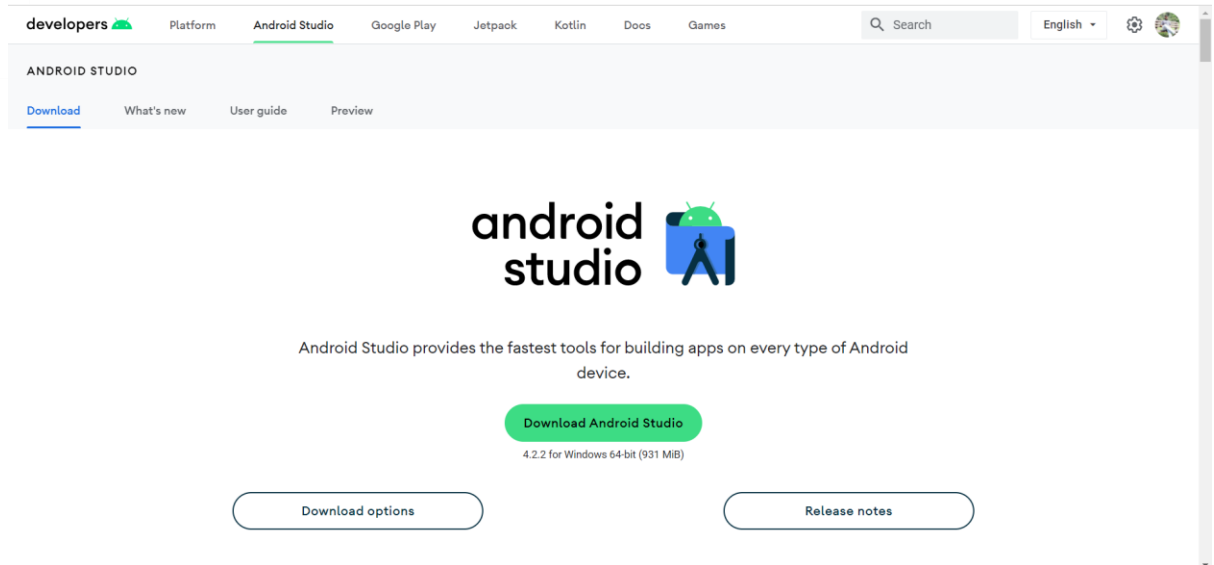 developers Platform Android Studio Google Play Jetpack Kotlin Docs Games Search English
ANDROID STUDIO
Download What's new User guide Preview
android
studio
Android Studio provides the fastest tools for building apps on every type of Android
device.
Download Android Studio
4.2.2 for Windows 64-bit (931 MiB)
Download options Release notes